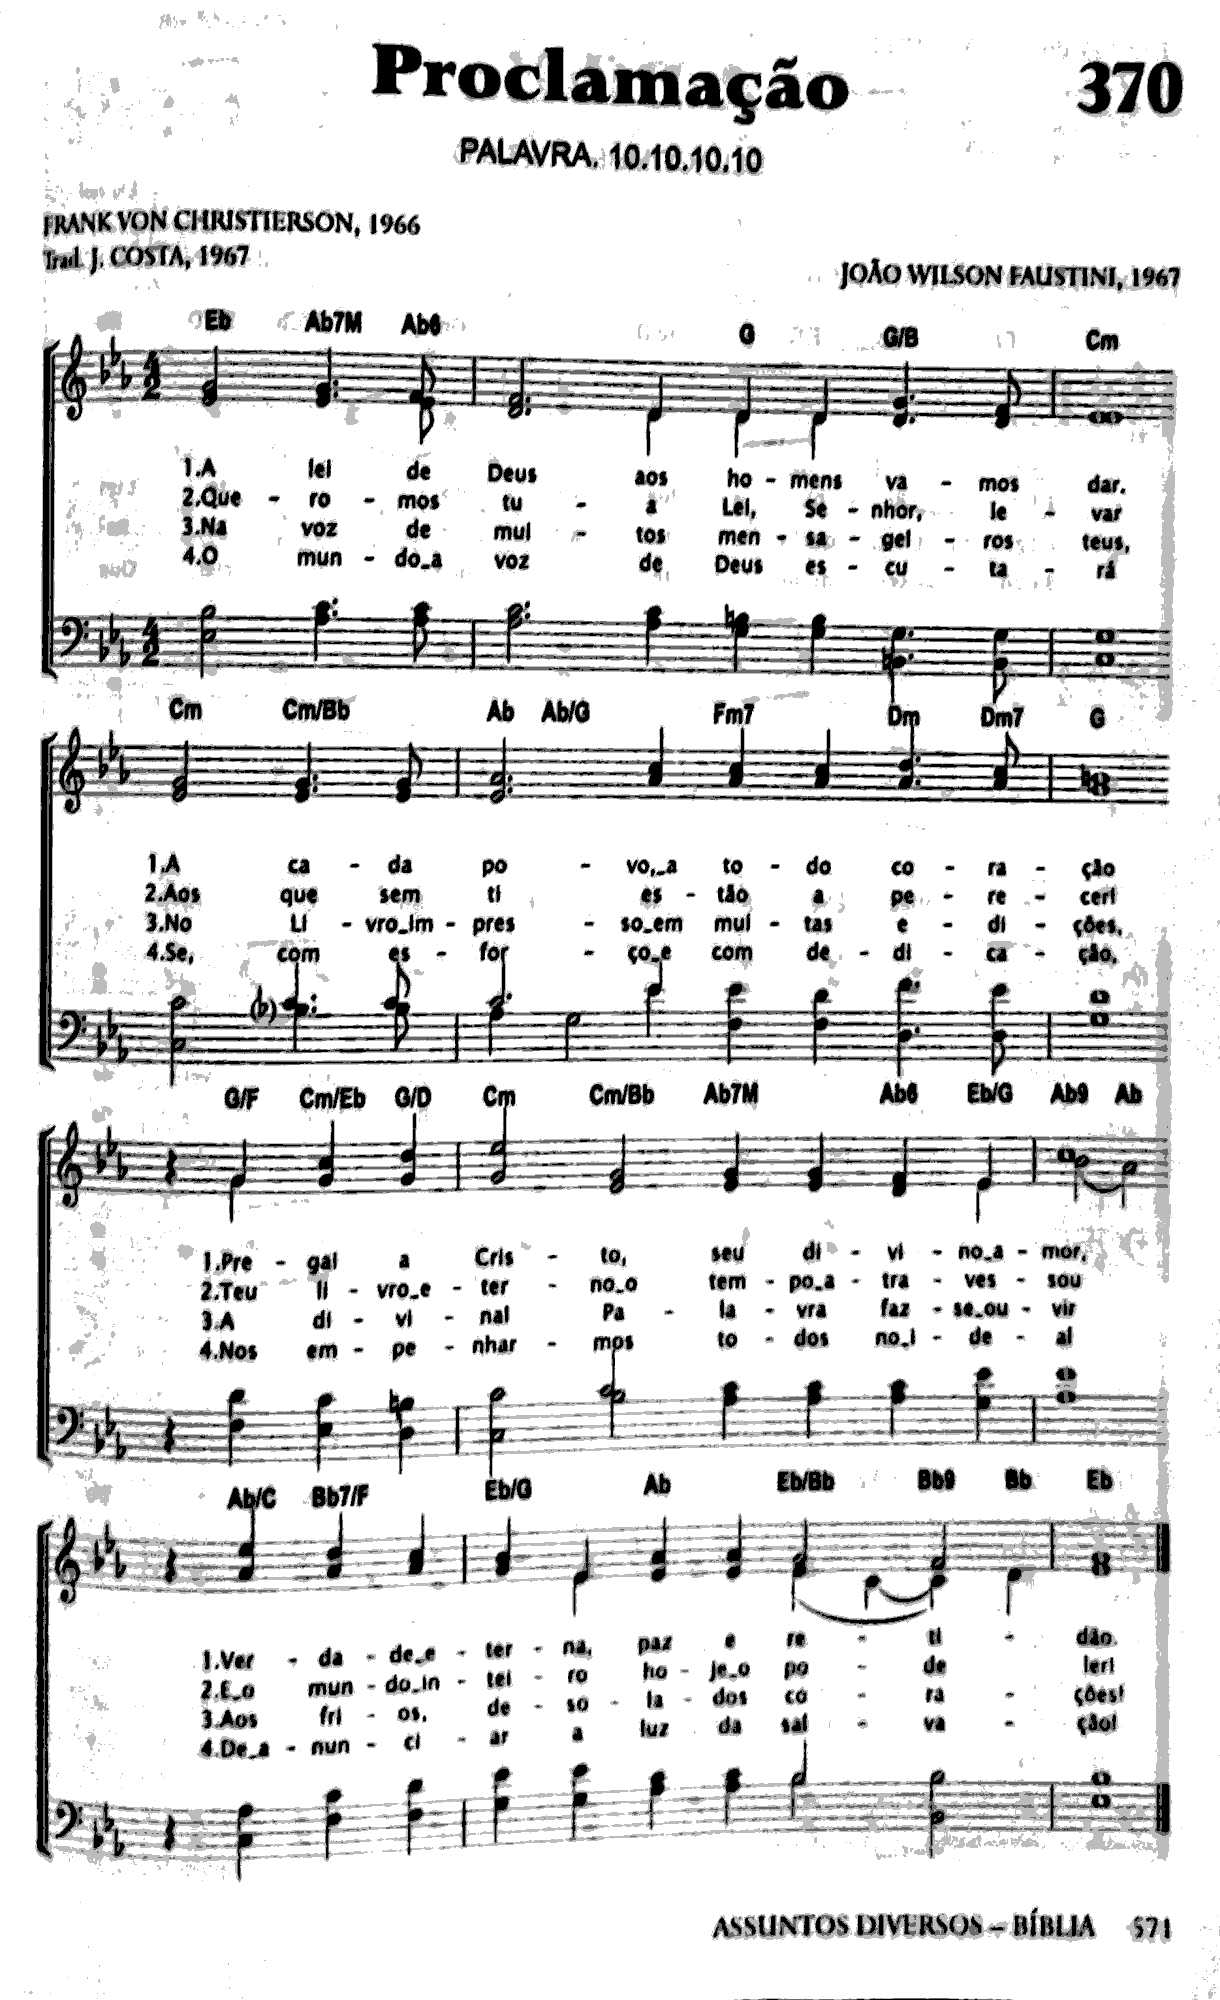 Proclamação 370
PALAVRA. 10.10.10.10
FRANK VON CHRISTIERSON, 1966
Trad. J. COSTA, 1967
JOÃO WILSON FAUSTINI, 1967
Eb Ab7M Ab6 G G/B Cm
1.A lei de Deus aos ho - mens va - mos dar.
2.Que - ro - mos tu - a Lei, Se - nhor, le - var
3.Na voz de mui - tos men - sa - gei - ros teus,
4.O mun - do_a voz de Deus es - cu - ta - rá
Cm Cm/Bb Ab Ab/G Fm7 Dm Dm7 G
1.A ca - da po - vo,_a to - do co - ra - ção
2.Aos que sem ti es - tão a pe - re - cer!
3.No Li - vro_im - pres - so_em mui - tas e - di - ções,
4.Se, com es - for - ço_e com de - di - ca - ção,
G/F Cm/Eb G/D Cm Cm/Bb Ab7M Ab6 Eb/G Ab9 Ab
1.Pre - gai a Cris - to, seu di - vi - no_a - mor,
2.Teu li - vro_e - ter - no_o tem - po_a - tra - ves - sou
3.A di - vi - nal Pa - la - vra faz - se_ou - vir
4.Nos em - pe - nhar - mos to - dos no_i - de - al
Ab/C Bb7/F Eb/G Ab Eb/Bb Bb9 Bb Eb
1.Ver - da - de_e - ter - na, paz e re - ti - dão.
2.E_o mun - do_in - tei - ro ho - je_o po - de ler!
3.Aos fri - os, de - so - la - dos co - ra - ções!
4.De_a - nun - ci - ar a luz da sal - va - ção!
ASSUNTOS DIVERSOS – BÍBLIA 571